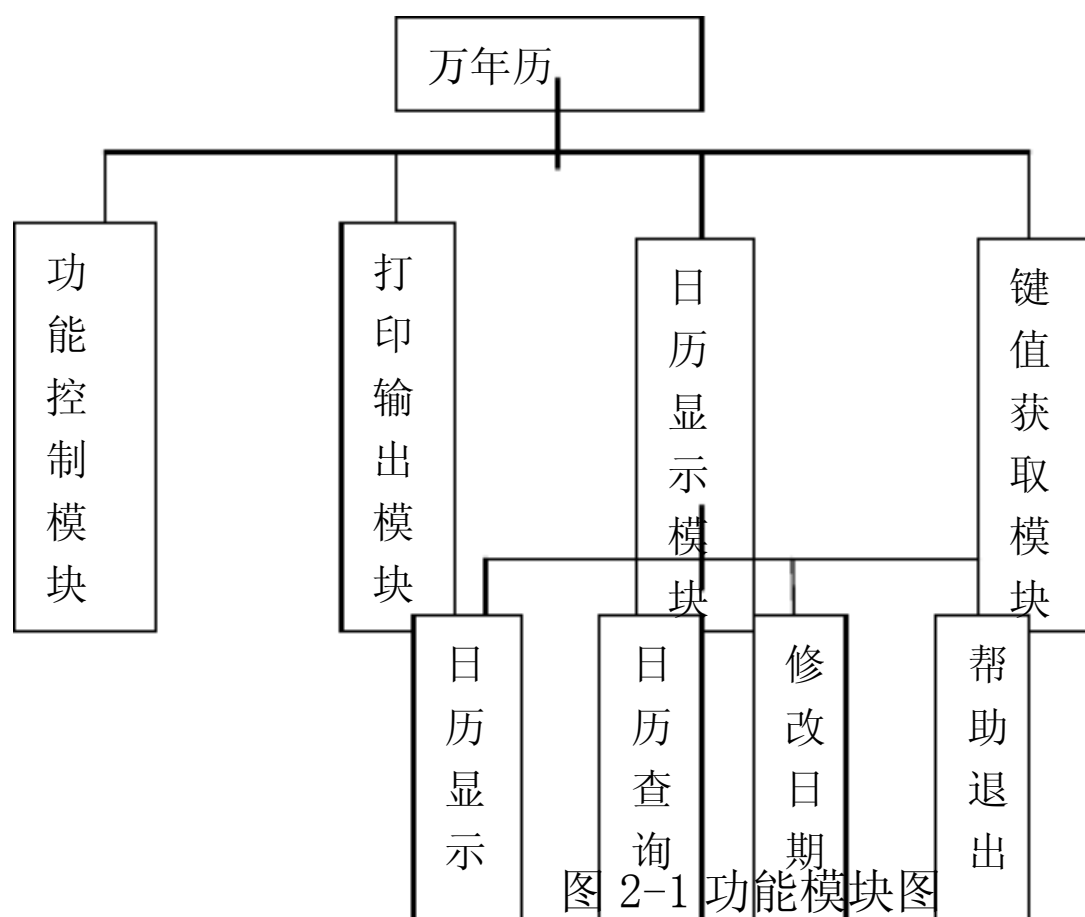 万年历
功能控制模块
打印输出模块
日历显示模块
键值获取模块
日历显示
日历查询
修改日期
帮助退出
图 2-1 功能模块图